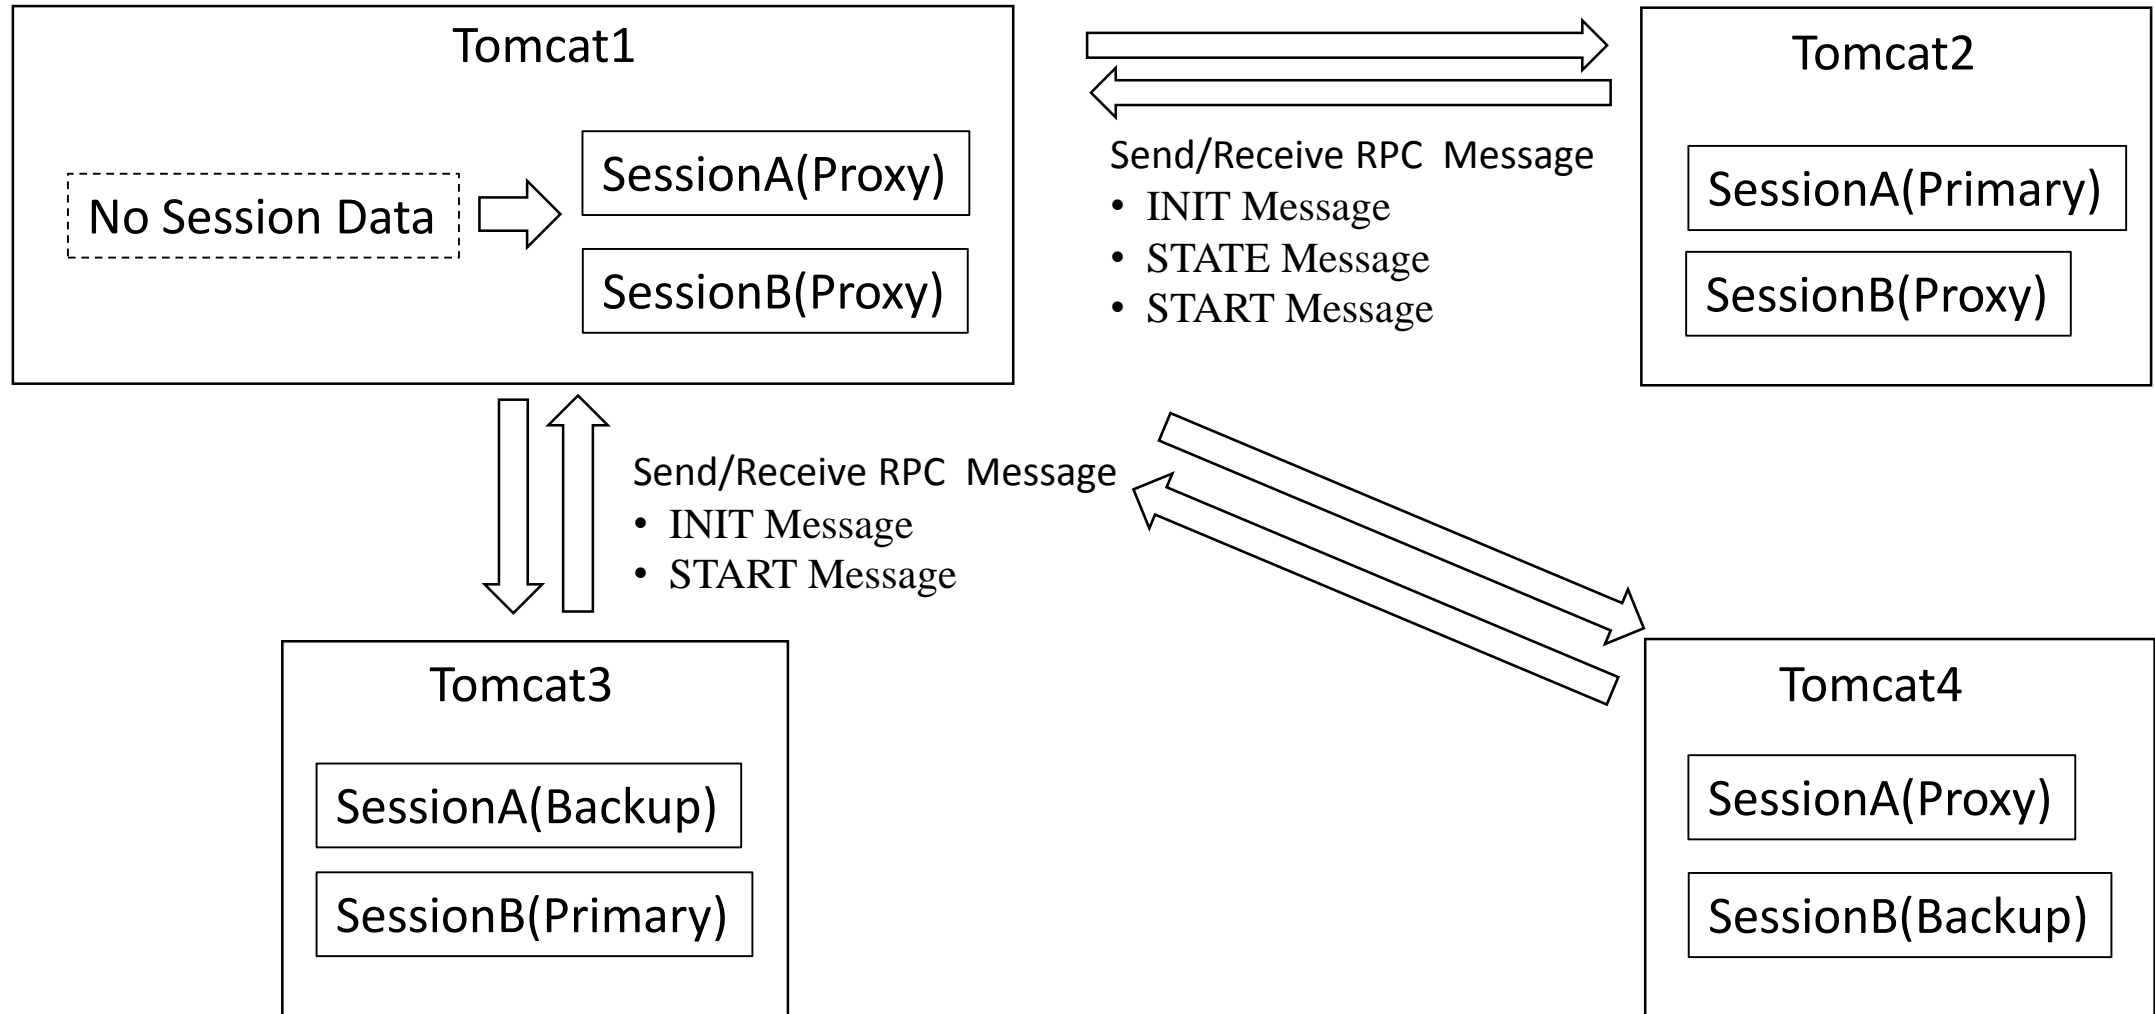 Tomcat1
No Session Data
SessionA(Proxy)
SessionB(Proxy)
Send/Receive RPC  Message
• INIT Message
• STATE Message
• START Message
Tomcat2
SessionA(Primary)
SessionB(Proxy)
Send/Receive RPC  Message
• INIT Message
• START Message
Tomcat3
SessionA(Backup)
SessionB(Primary)
Tomcat4
SessionA(Proxy)
SessionB(Backup)